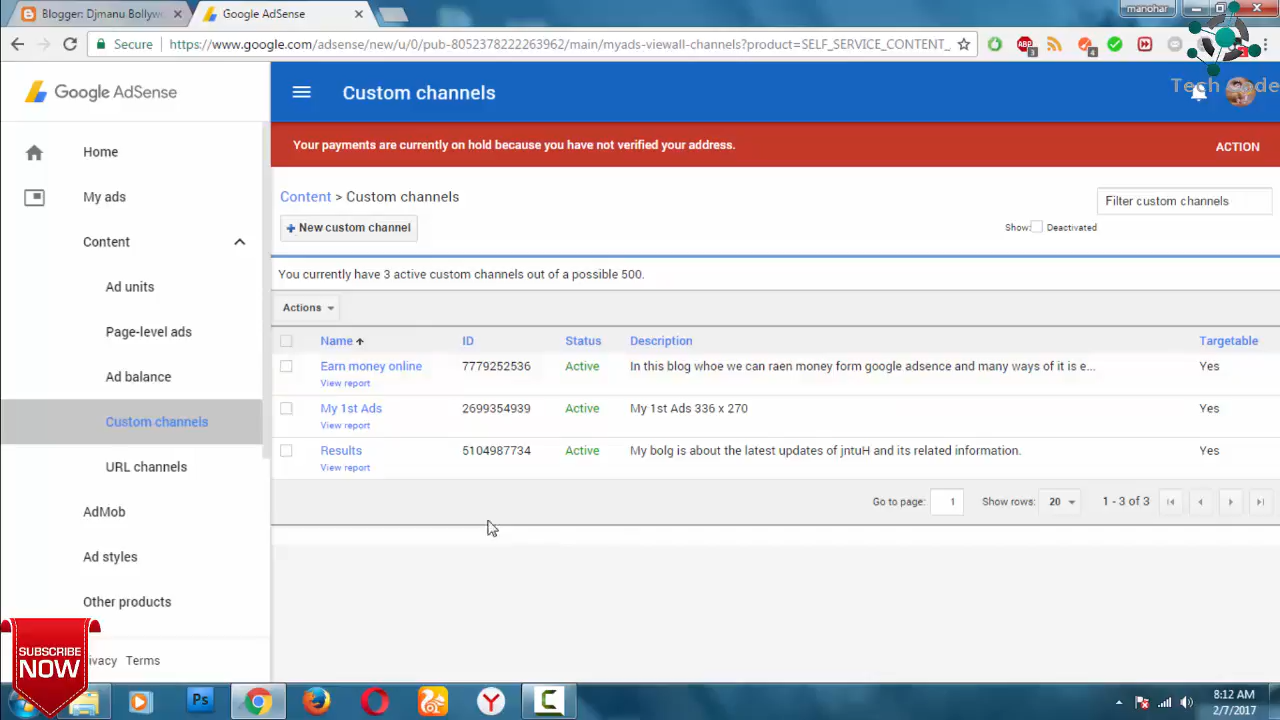 Blogger: Djmanu Bollyw
Google AdSense
manohar
Secure
https://www.google.com/adsense/new/u/0/pub-8052378222263962/main/myads-viewall-channels?product=SELF_SERVICE_CONTENT_
Google AdSense
Custom channels
Tech Code
Your payments are currently on hold because you have not verified your address.
ACTION
Home
My ads
Content
Ad units
Page-level ads
Ad balance
Custom channels
URL channels
AdMob
Ad styles
Other products
ivacy Terms
Content > Custom channels
Filter custom channels
+ New custom channel
Show: Deactivated
You currently have 3 active custom channels out of a possible 500.
Actions
Name ID Status Description Targetable
Earn money online 7779252536 Active In this blog whoe we can raen money form google adsence and many ways of it is e... Yes
View report
My 1st Ads 2699354939 Active My 1st Ads 336 x 270 Yes
View report
Results 5104987734 Active My bolg is about the latest updates of jntuH and its related information. Yes
View report
Go to page: 1 Show rows: 20 1 - 3 of 3
SUBSCRIBE
NOW
Ps
8:12 AM
2/7/2017